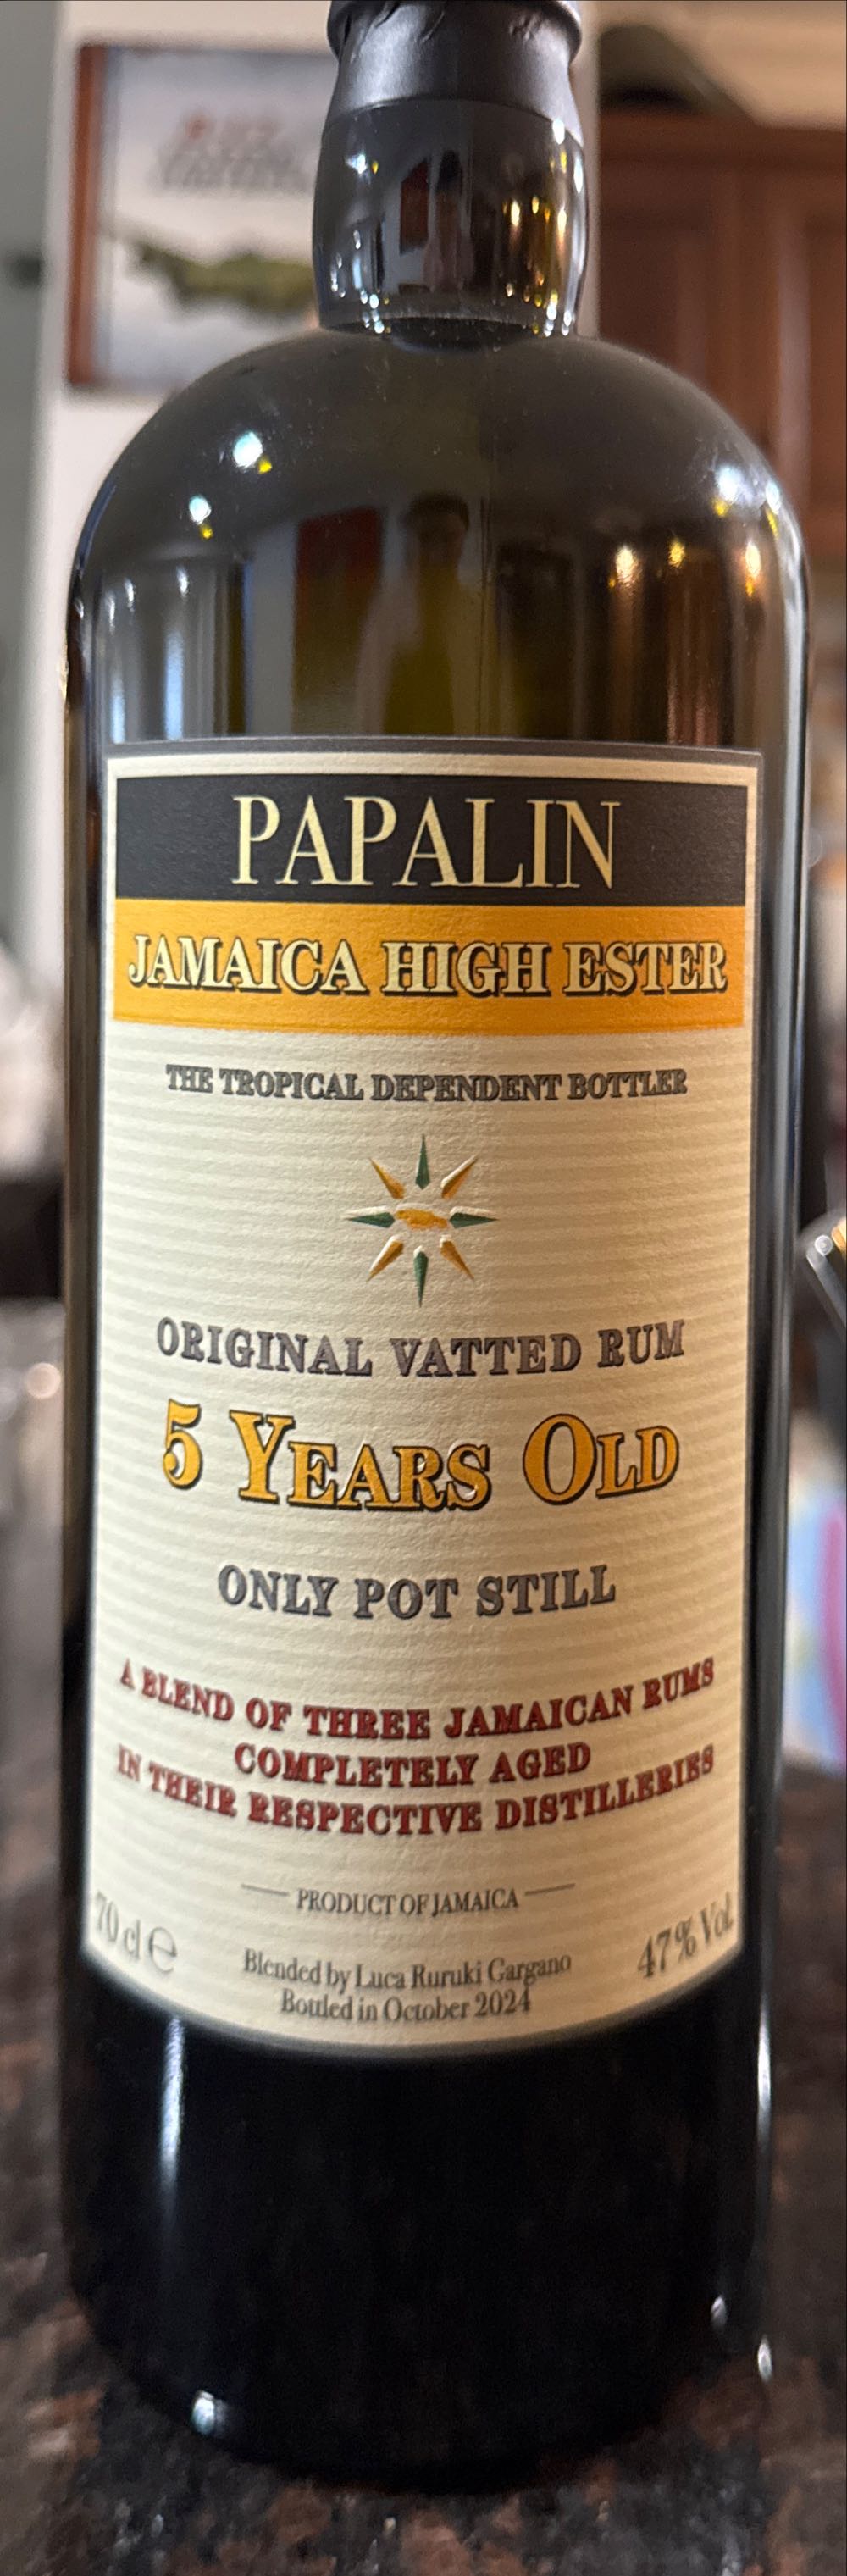 PAPALIN
JAMAICA HIGH ESTER
THE TROPICAL DEPENDENT BOTTLER
ORIGINAL VATTED RUM
5 YEARS OLD
ONLY POT STILL
A BLEND OF THREE JAMAICAN RUMS
COMPLETELY AGED
IN THEIR RESPECTIVE DISTILLERIES
PRODUCT OF JAMAICA
70 cl ℮
Blended by Luca Ruruki Gargano
Bottled in October 2024
47% Vol.